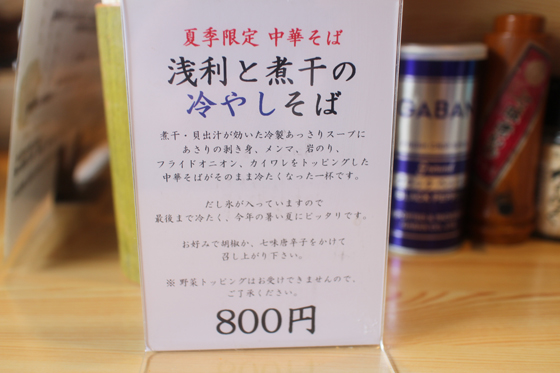 夏季限定 中華そば
浅利と煮干の
冷やしそば
煮干・貝出汁が効いた冷製あっさりスープに
あさりの剥き身、メンマ、岩のり、
フライドオニオン、カイワレをトッピングした
中華そばがそのまま冷たくなった一杯です。
だし氷が入っていますので
最後まで冷たく、今年の暑い夏にピッタリです。
お好みで胡椒か、七味唐辛子をかけて
召し上がり下さい。
※ 野菜トッピングはお受けできませんので、
ご了承ください。
800円
GABAN